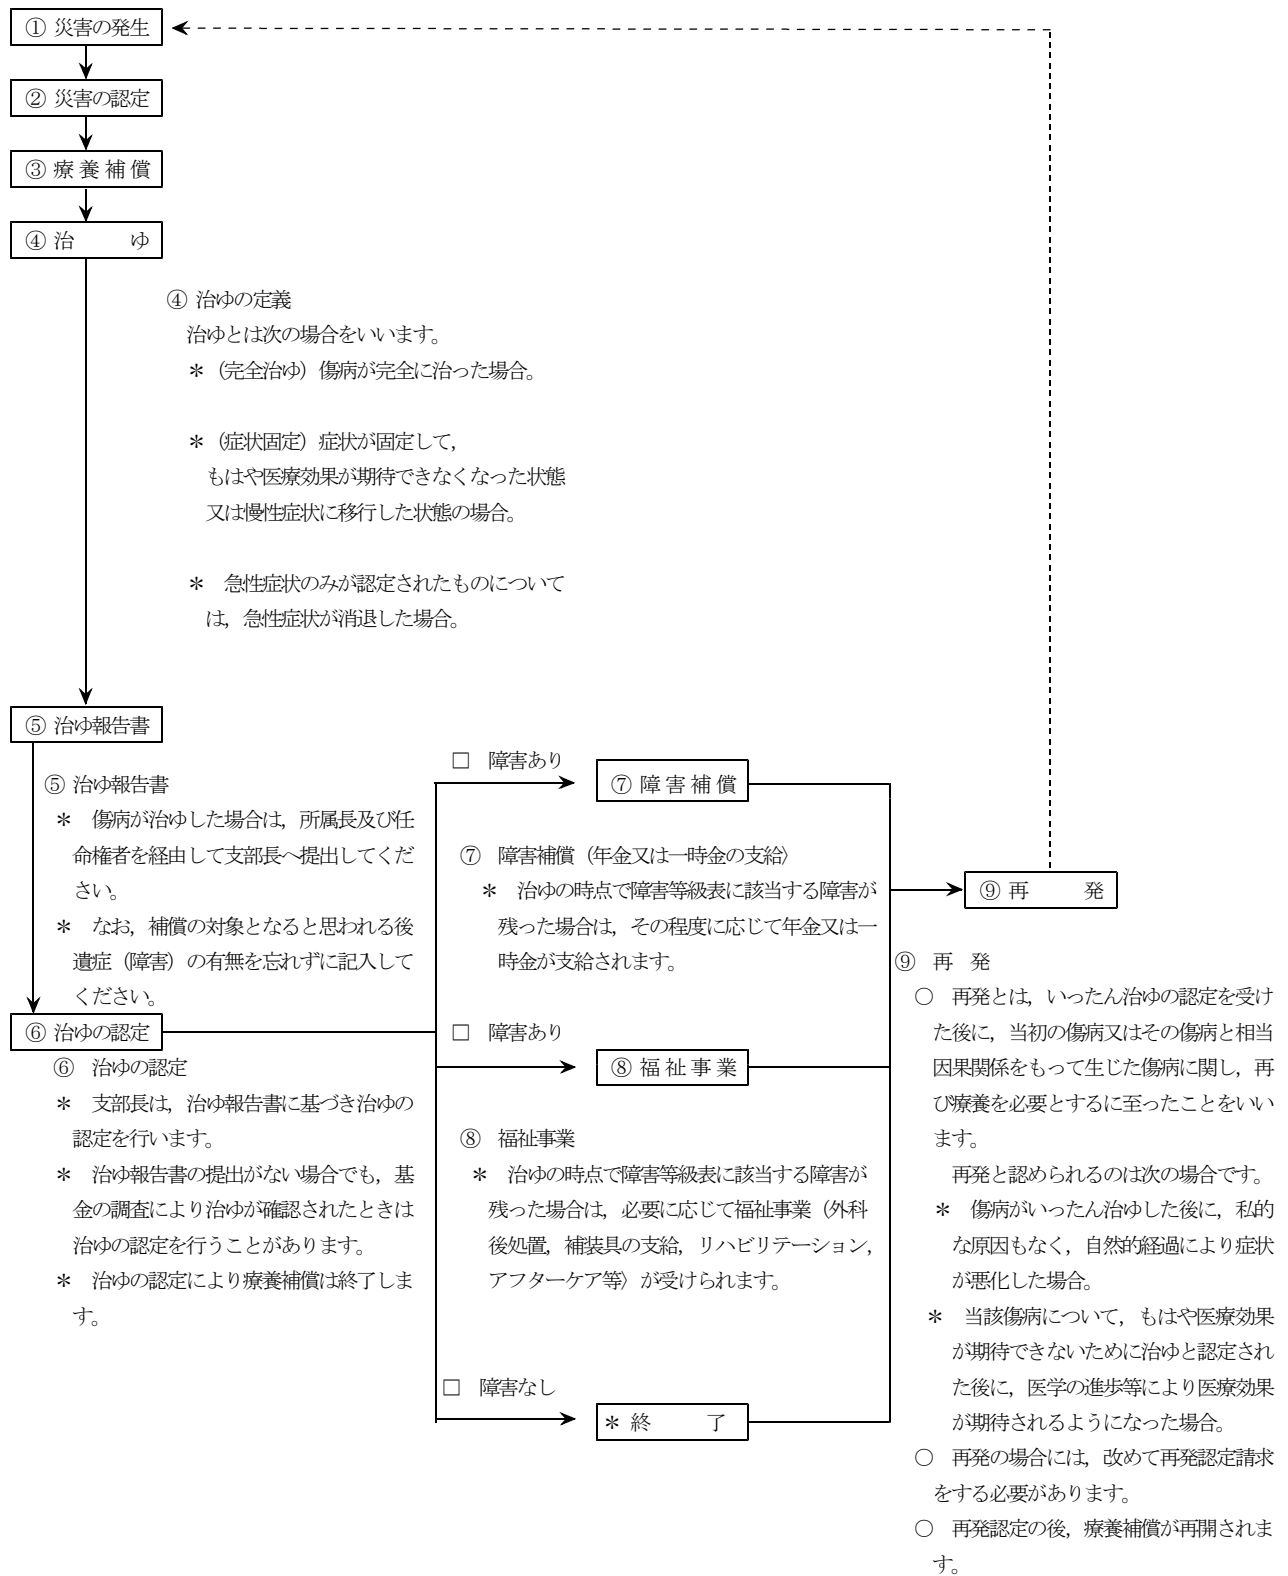 ① 災害の発生
② 災害の認定
③ 療養補償
④ 治　　ゆ
④ 治ゆの定義
治ゆとは次の場合をいいます。
＊（完全治ゆ）傷病が完全に治った場合。
＊（症状固定）症状が固定して，
もはや医療効果が期待できなくなった状態
又は慢性症状に移行した状態の場合。
＊　急性症状のみが認定されたものについて
は，急性症状が消退した場合。
⑤ 治ゆ報告書
⑤ 治ゆ報告書
＊　傷病が治ゆした場合は，所属長及び任
命権者を経由して支部長へ提出してくだ
さい。
＊　なお，補償の対象となると思われる後
遺症（障害）の有無を忘れずに記入して
ください。
⑥ 治ゆの認定
⑥　治ゆの認定
＊　支部長は，治ゆ報告書に基づき治ゆの
認定を行います。
＊　治ゆ報告書の提出がない場合でも，基
金の調査により治ゆが確認されたときは
治ゆの認定を行うことがあります。
＊　治ゆの認定により療養補償は終了しま
す。
□　障害あり
⑦ 障害補償
⑦　障害補償（年金又は一時金の支給〉
＊　治ゆの時点で障害等級表に該当する障害が
残った場合は，その程度に応じて年金又は一
時金が支給されます。
□　障害あり
⑧ 福祉事業
⑧　福祉事業
＊　治ゆの時点で障害等級表に該当する障害が
残った場合は，必要に応じて福祉事業（外科
後処置，補装具の支給，リハビリテーション，
アフターケア等〉が受けられます。
□　障害なし
＊ 終　　了
⑨ 再　　発
⑨　再　発
○　再発とは，いったん治ゆの認定を受け
た後に，当初の傷病又はその傷病と相当
因果関係をもって生じた傷病に関し，再
び療養を必要とするに至ったことをいい
ます。
再発と認められるのは次の場合です。
＊　傷病がいったん治ゆした後に，私的
な原因もなく，自然的経過により症状
が悪化した場合。
＊　当該傷病について，もはや医療効果
が期待できないために治ゆと認定され
た後に，医学の進歩等により医療効果
が期待されるようになった場合。
○　再発の場合には，改めて再発認定請求
をする必要があります。
○　再発認定の後，療養補償が再開されま
す。